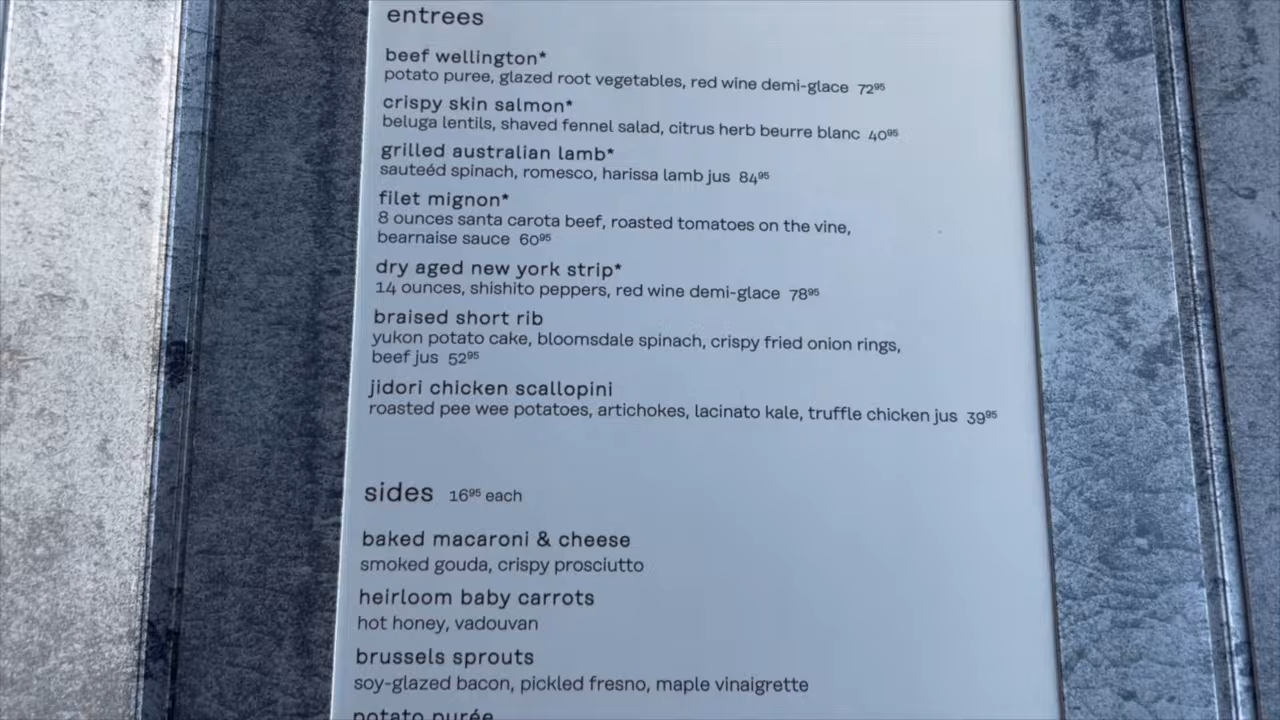 entrees
beef wellington*
potato puree, glazed root vegetables, red wine demi-glace 72⁹⁵
crispy skin salmon*
beluga lentils, shaved fennel salad, citrus herb beurre blanc 40⁹⁵
grilled australian lamb*
sauteéd spinach, romesco, harissa lamb jus 84⁹⁵
filet mignon*
8 ounces santa carota beef, roasted tomatoes on the vine,
bearnaise sauce 60⁹⁵
dry aged new york strip*
14 ounces, shishito peppers, red wine demi-glace 78⁹⁵
braised short rib
yukon potato cake, bloomsdale spinach, crispy fried onion rings,
beef jus 52⁹⁵
jidori chicken scallopini
roasted pee wee potatoes, artichokes, lacinato kale, truffle chicken jus 39⁹⁵
sides 16⁹⁵ each
baked macaroni & cheese
smoked gouda, crispy prosciutto
heirloom baby carrots
hot honey, vadouvan
brussels sprouts
soy-glazed bacon, pickled fresno, maple vinaigrette
potato purée